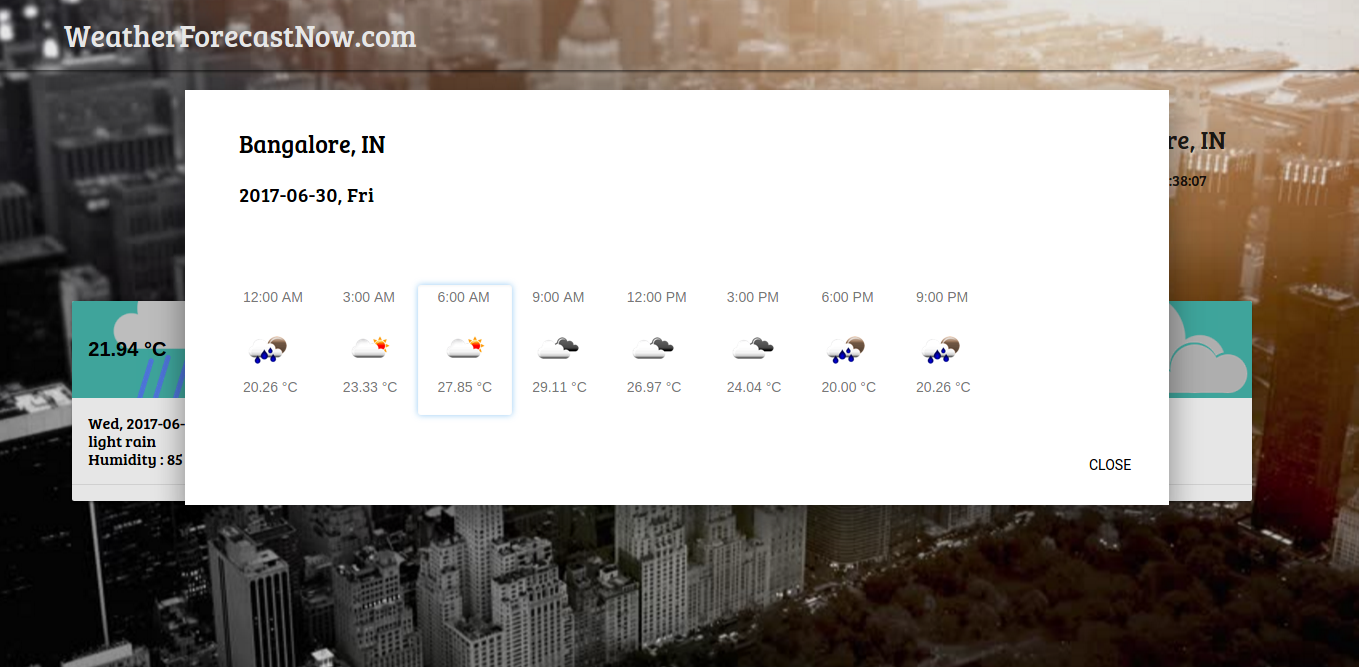 WeatherForecastNow.com
Bangalore, IN
2017-06-30, Fri
re, IN
:38:07
12:00 AM 3:00 AM 6:00 AM 9:00 AM 12:00 PM 3:00 PM 6:00 PM 9:00 PM
20.26 °C 23.33 °C 27.85 °C 29.11 °C 26.97 °C 24.04 °C 20.00 °C 20.26 °C
21.94 °C
Wed, 2017-06-
light rain
Humidity : 85
CLOSE